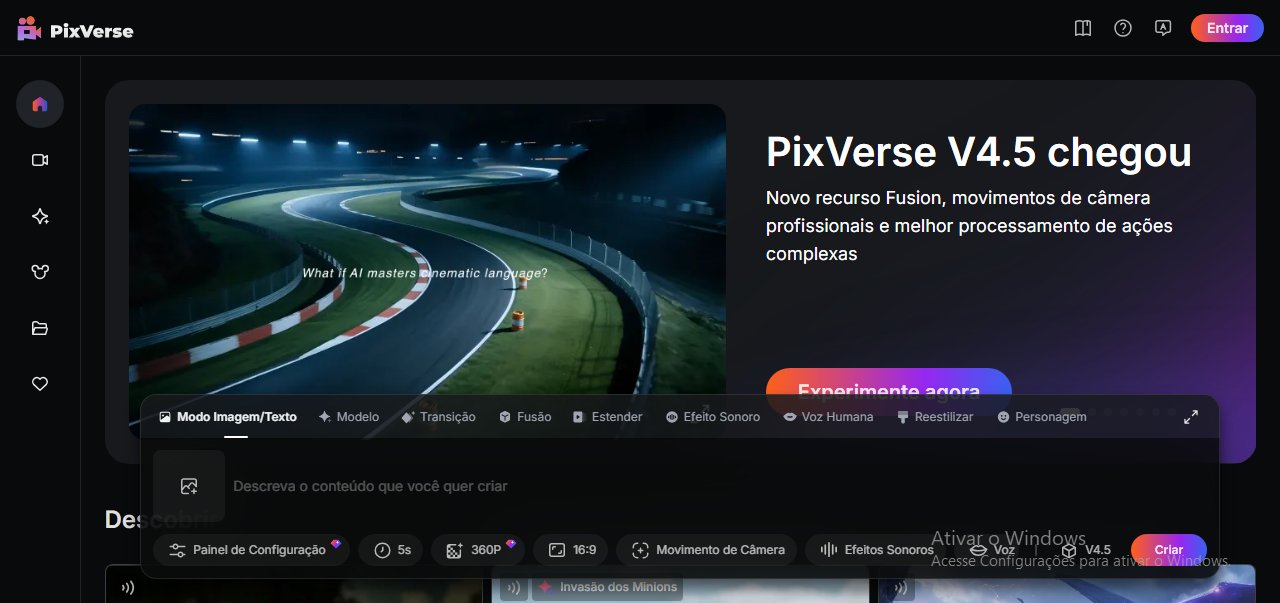 PixVerse
Entrar
What if AI masters cinematic language?
PixVerse V4.5 chegou
Novo recurso Fusion, movimentos de câmera
profissionais e melhor processamento de ações
complexas
Experimente agora
Modo Imagem/Texto Modelo Transição Fusão Estender Efeito Sonoro Voz Humana Reestilizar Personagem
Descreva o conteúdo que você quer criar
Descobrir
Painel de Configuração 5s 360P 16:9 Movimento de Câmera Efeitos Sonoros Voz V4.5 Criar
Ativar o Windows
Acesse Configurações para ativar o Windows.
Invasão dos Minions